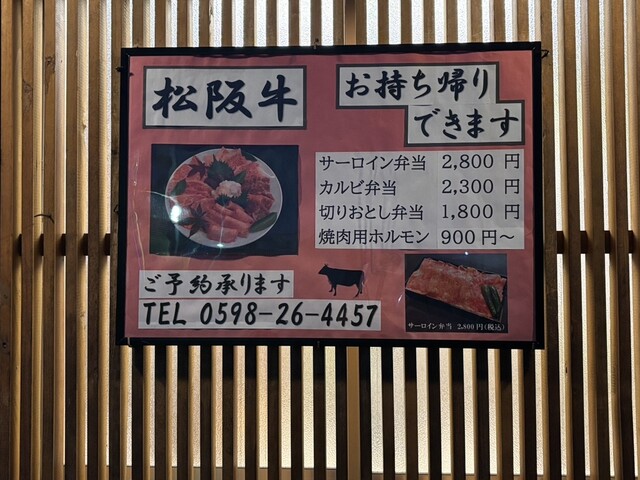 松阪牛
お持ち帰り
できます
サーロイン弁当 2,800 円
カルビ弁当 2,300 円
切りおとし弁当 1,800 円
焼肉用ホルモン 900 円～
ご予約承ります
TEL 0598-26-4457
サーロイン弁当 2,800円(税込)